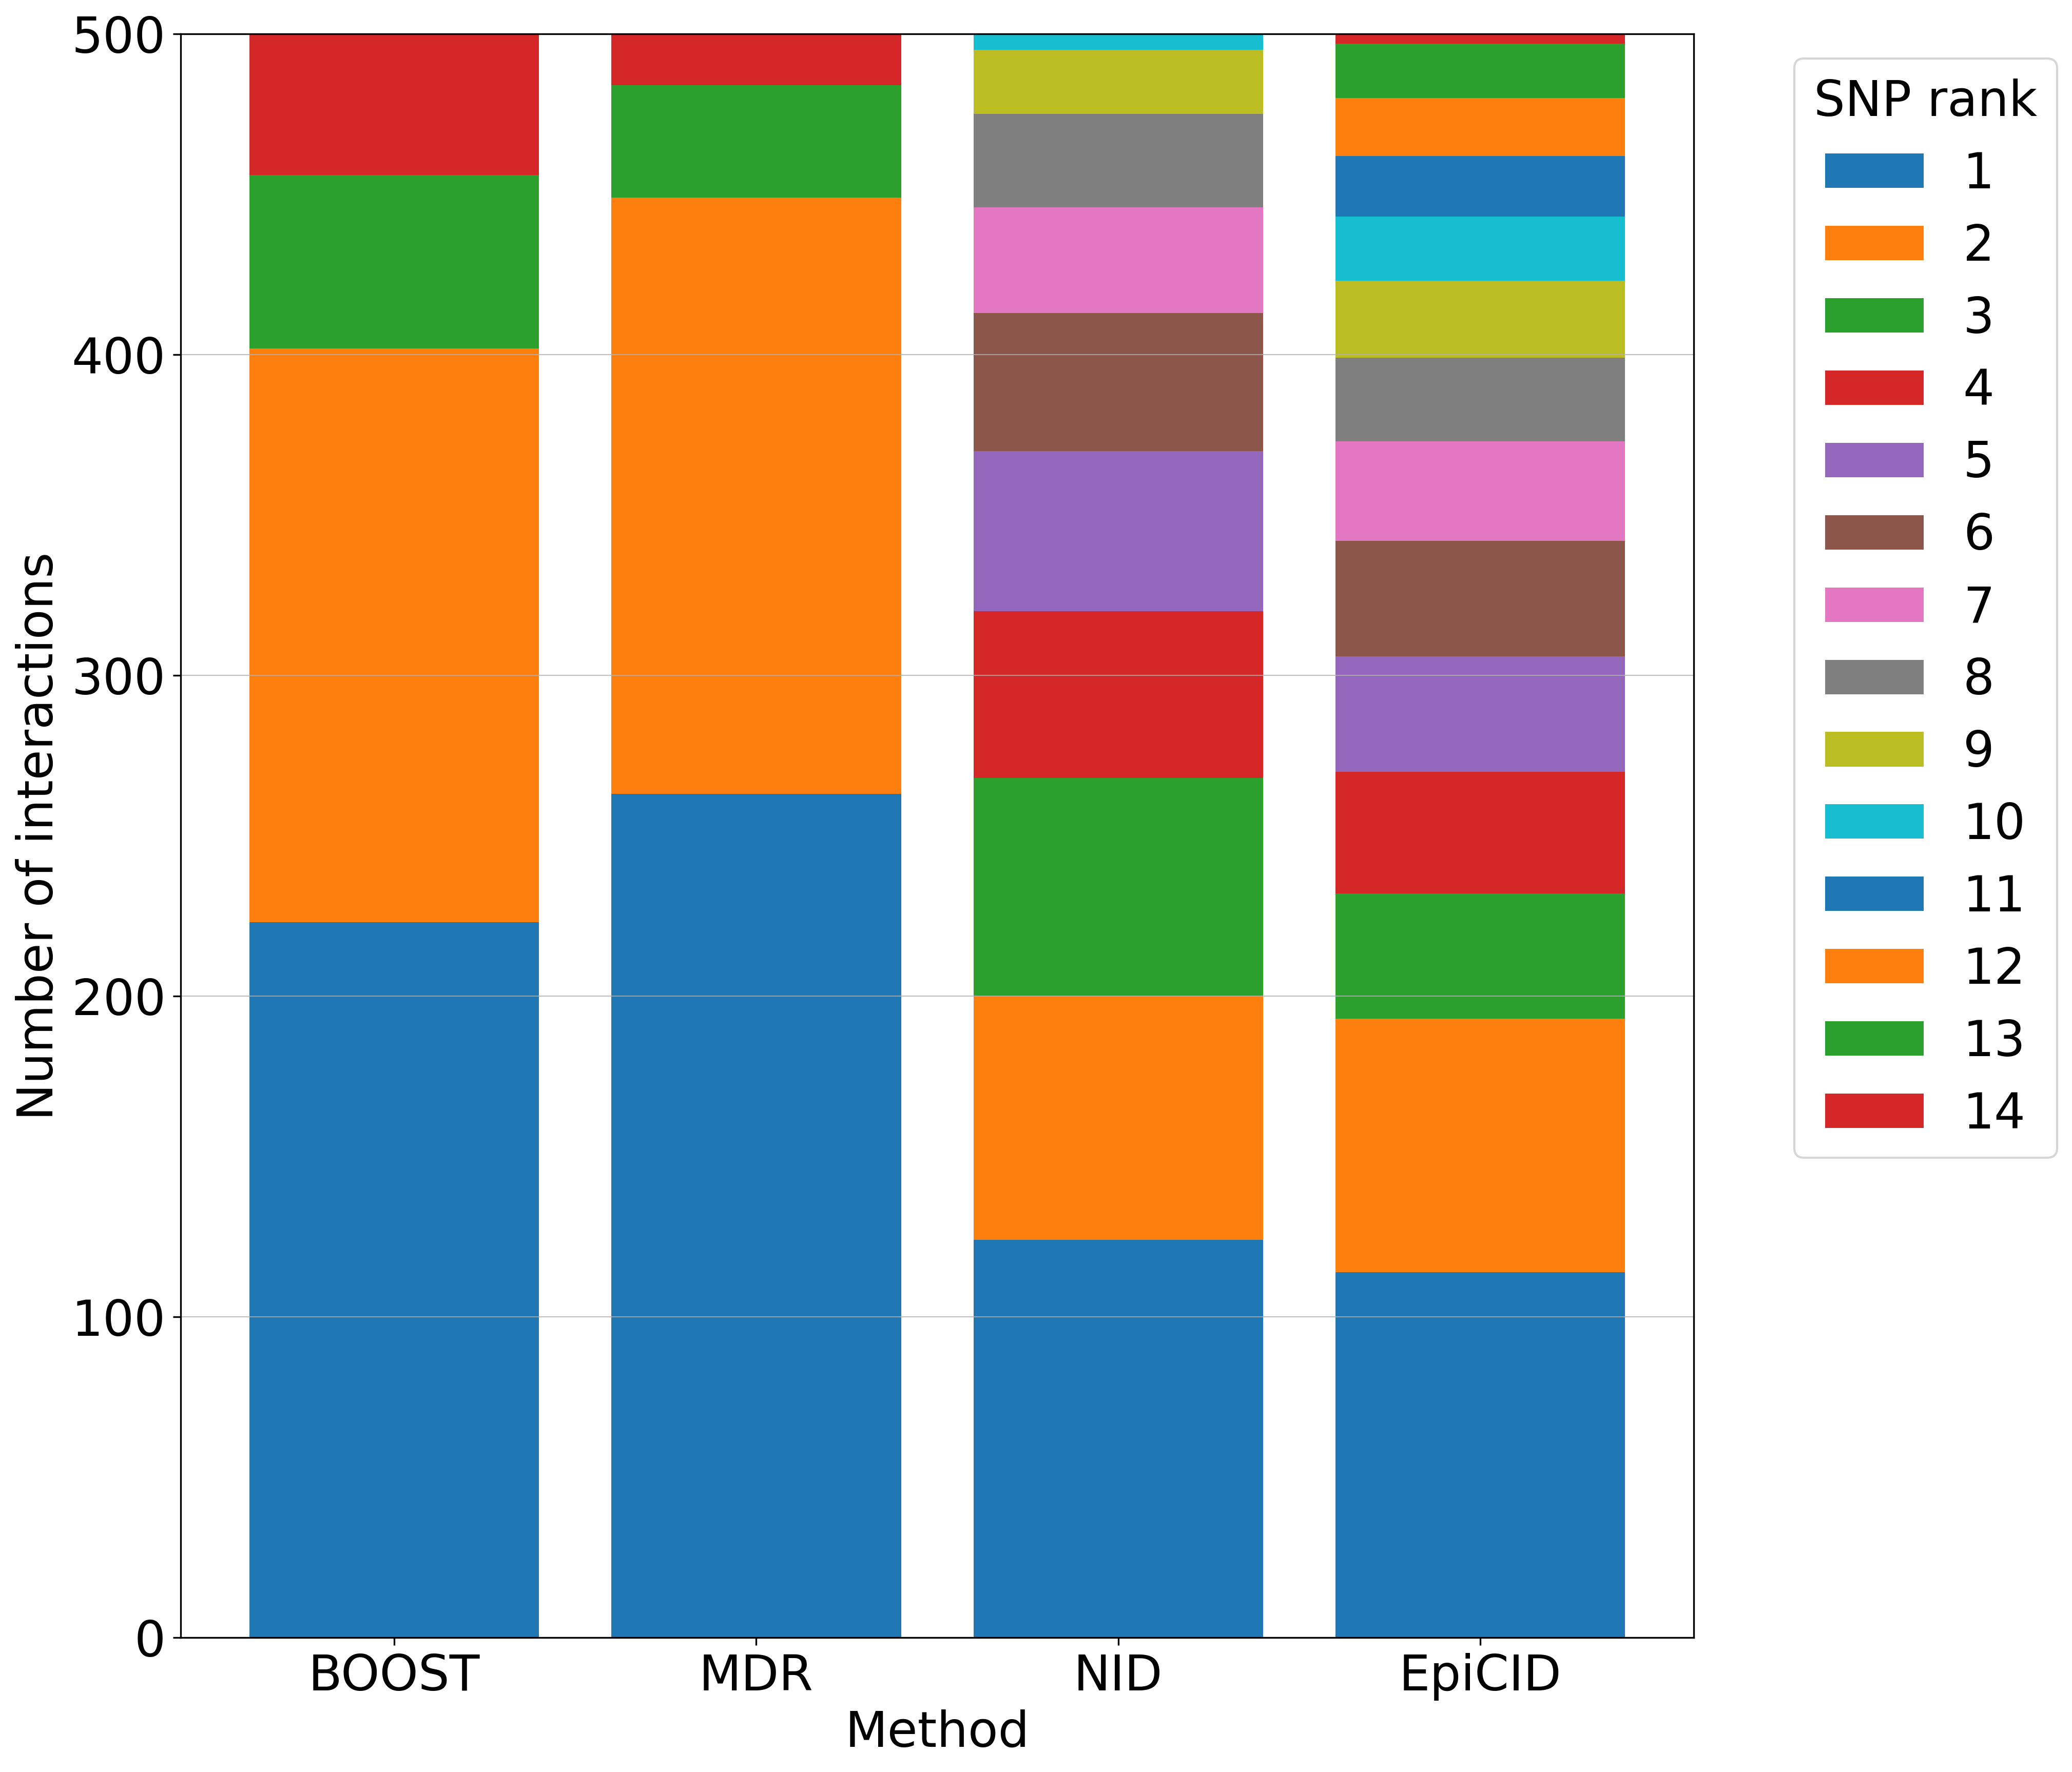 500
400
300
200
100
0
Number of interactions
BOOST
MDR
NID
EpiCID
Method
SNP rank
1
2
3
4
5
6
7
8
9
10
11
12
13
14